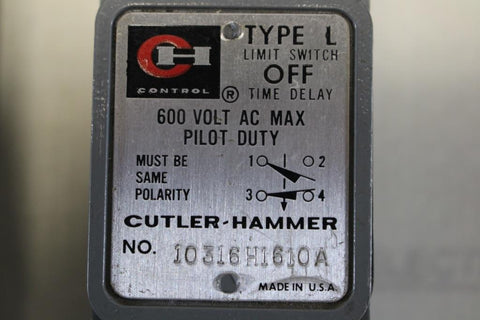 CH
CONTROL
®
TYPE L
LIMIT SWITCH
OFF
TIME DELAY
600 VOLT AC MAX
PILOT DUTY
MUST BE
SAME
POLARITY
1 2
3 4
CUTLER-HAMMER
NO. 10316H1610A
MADE IN U.S.A.